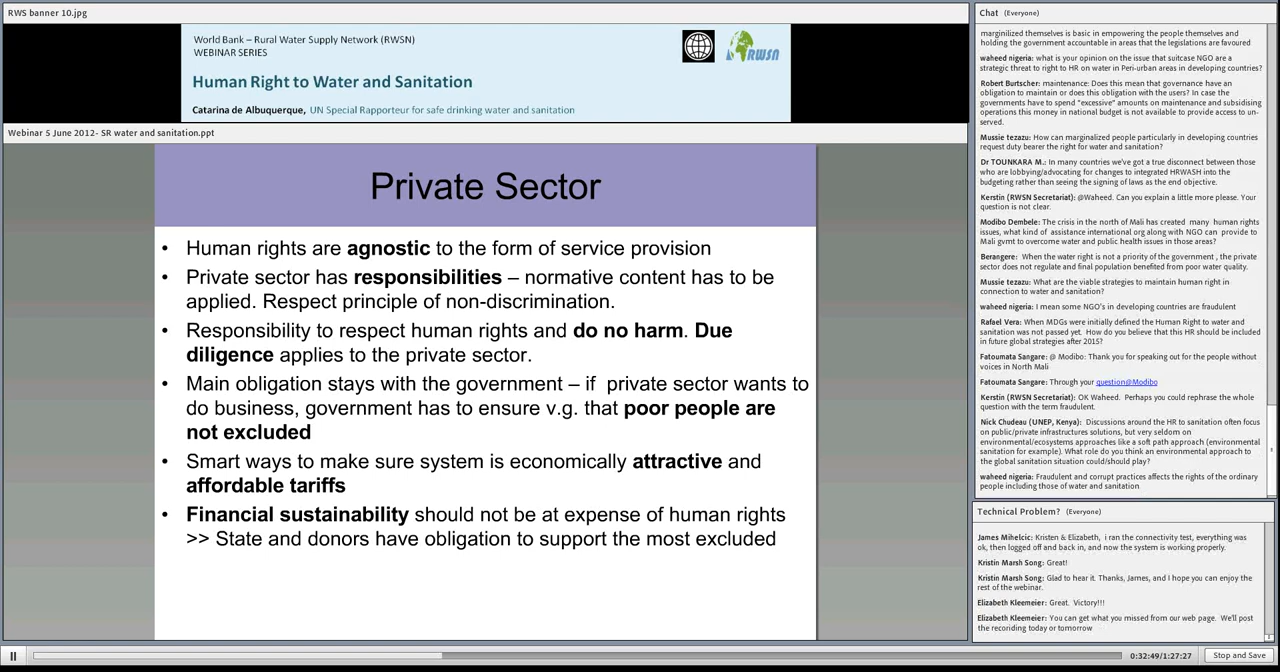 RWS banner 10.jpg
World Bank – Rural Water Supply Network (RWSN)
WEBINAR SERIES
RWSN
Human Right to Water and Sanitation
Catarina de Albuquerque, UN Special Rapporteur for safe drinking water and sanitation
Webinar 5 June 2012- SR water and sanitation.ppt
Private Sector
• Human rights are agnostic to the form of service provision
• Private sector has responsibilities – normative content has to be
applied. Respect principle of non-discrimination.
• Responsibility to respect human rights and do no harm. Due
diligence applies to the private sector.
• Main obligation stays with the government – if  private sector wants to
do business, government has to ensure v.g. that poor people are
not excluded
• Smart ways to make sure system is economically attractive and
affordable tariffs
• Financial sustainability should not be at expense of human rights
>> State and donors have obligation to support the most excluded
Chat (Everyone)
marginilized themselves is basic in empowering the people themselves and
holding the government accountable in areas that the legislations are favoured
waheed nigeria: what is your opinion on the issue that suitcase NGO are a
strategic threat to right to HR on water in Peri-urban areas in developing countries?
Robert Burtscher: maintenance: Does this mean that governance have an
obligation to maintain or does this obligation with the users? In case the
governments have to spend "excessive" amounts on maintenance and subsidising
operations this money in national budget is not available to provide access to un-
served.
Mussie tezazu: How can marginalized people particularly in developing countries
request duty bearer the right for water and sanitation?
Dr TOUNKARA M.: In many countries we've got a true disconnect between those
who are lobbying/advocating for changes to integrated HRWASH into the
budgeting rather than seeing the signing of laws as the end objective.
Kerstin (RWSN Secretariat): @Waheed. Can you explain a little more please. Your
question is not clear.
Modibo Dembele: The crisis in the north of Mali has created  many  human rights
issues, what kind of  assistance international org along with NGO can  provide to
Mali gvmt to overcome water and public health issues in those areas?
Berangere:  When the water right is not a priority of the government , the private
sector does not regulate and final population benefited from poor water quality.
Mussie tezazu: What are the viable strategies to maintain human right in
connection to water and sanitation?
waheed nigeria: I mean some NGO's in developing countries are fraudulent
Rafael Vera: When MDGs were initially defined the Human Right to water and
sanitation was not passed yet.  How do you believe that this HR should be included
in future global strategies after 2015?
Fatoumata Sangare: @ Modibo: Thank you for speaking out for the people without
voices in North Mali
Fatoumata Sangare: Through your question@Modibo
Kerstin (RWSN Secretariat): OK Waheed.  Perhaps you could rephrase the whole
question with the term fraudulent.
Nick Chudeau (UNEP, Kenya):  Discussions around the HR to sanitation often focus
on public/private infrastructures solutions, but very seldom on
environmental/ecosystems approaches like a soft path approach (environmental
sanitation for example). What role do you think an environmental approach to
the global sanitation situation could/should play?
waheed nigeria: Fraudulent and corrupt practices affects the rights of the ordinary
people including those of water and sanitation
Technical Problem? (Everyone)
James Mihelcic: Kristen & Elizabeth,  i ran the connectivity test, everything was
ok, then logged off and back in, and now the system is working properly.
Kristin Marsh Song: Great!
Kristin Marsh Song: Glad to hear it. Thanks, James, and I hope you can enjoy the
rest of the webinar.
Elizabeth Kleemeier: Great.  Victory!!!
Elizabeth Kleemeier: You can get what you missed from our web page.  We'll post
the recoriding today or tomorrow
0:32:49/1:27:27
Stop and Save